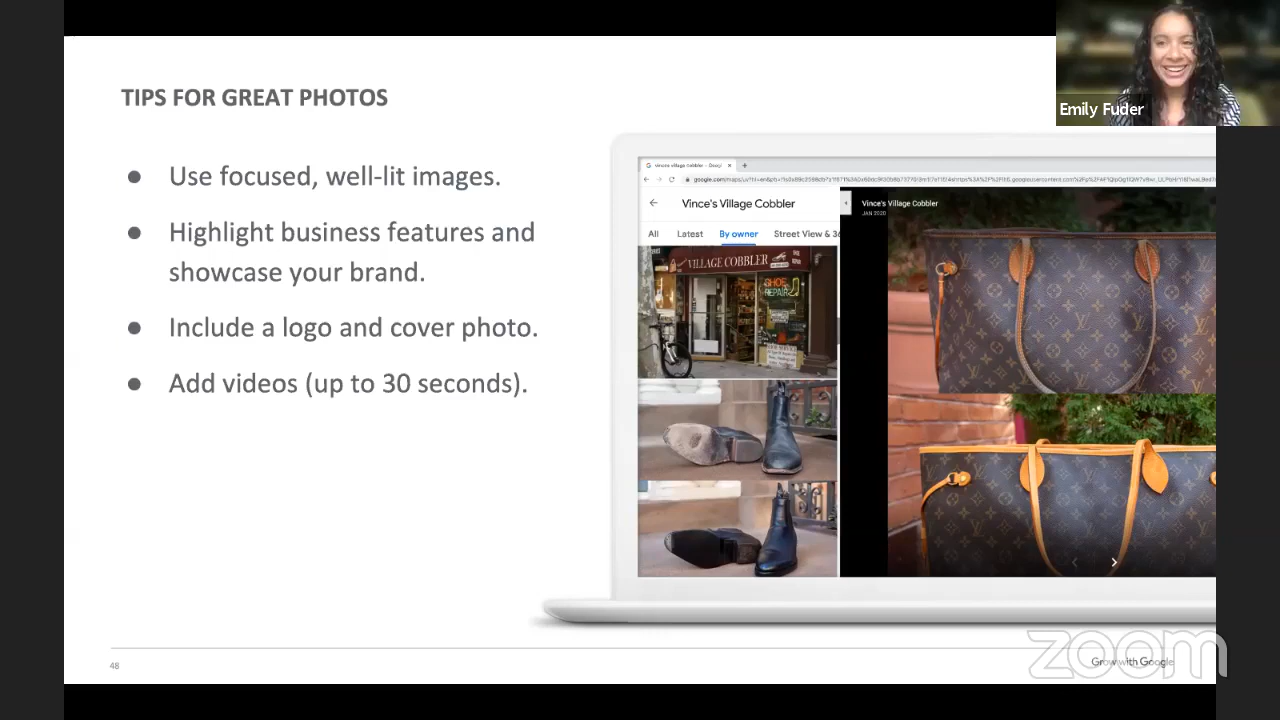 TIPS FOR GREAT PHOTOS
Emily Fuder
● Use focused, well-lit images.
● Highlight business features and
showcase your brand.
● Include a logo and cover photo.
● Add videos (up to 30 seconds).
Vince's Village Cobbler
All Latest By owner Street View & 36
Vince's Village Cobbler
JAN 2020
VILLAGE COBBLER
SHOE
REPAIR
48
Grow with Google
zoom